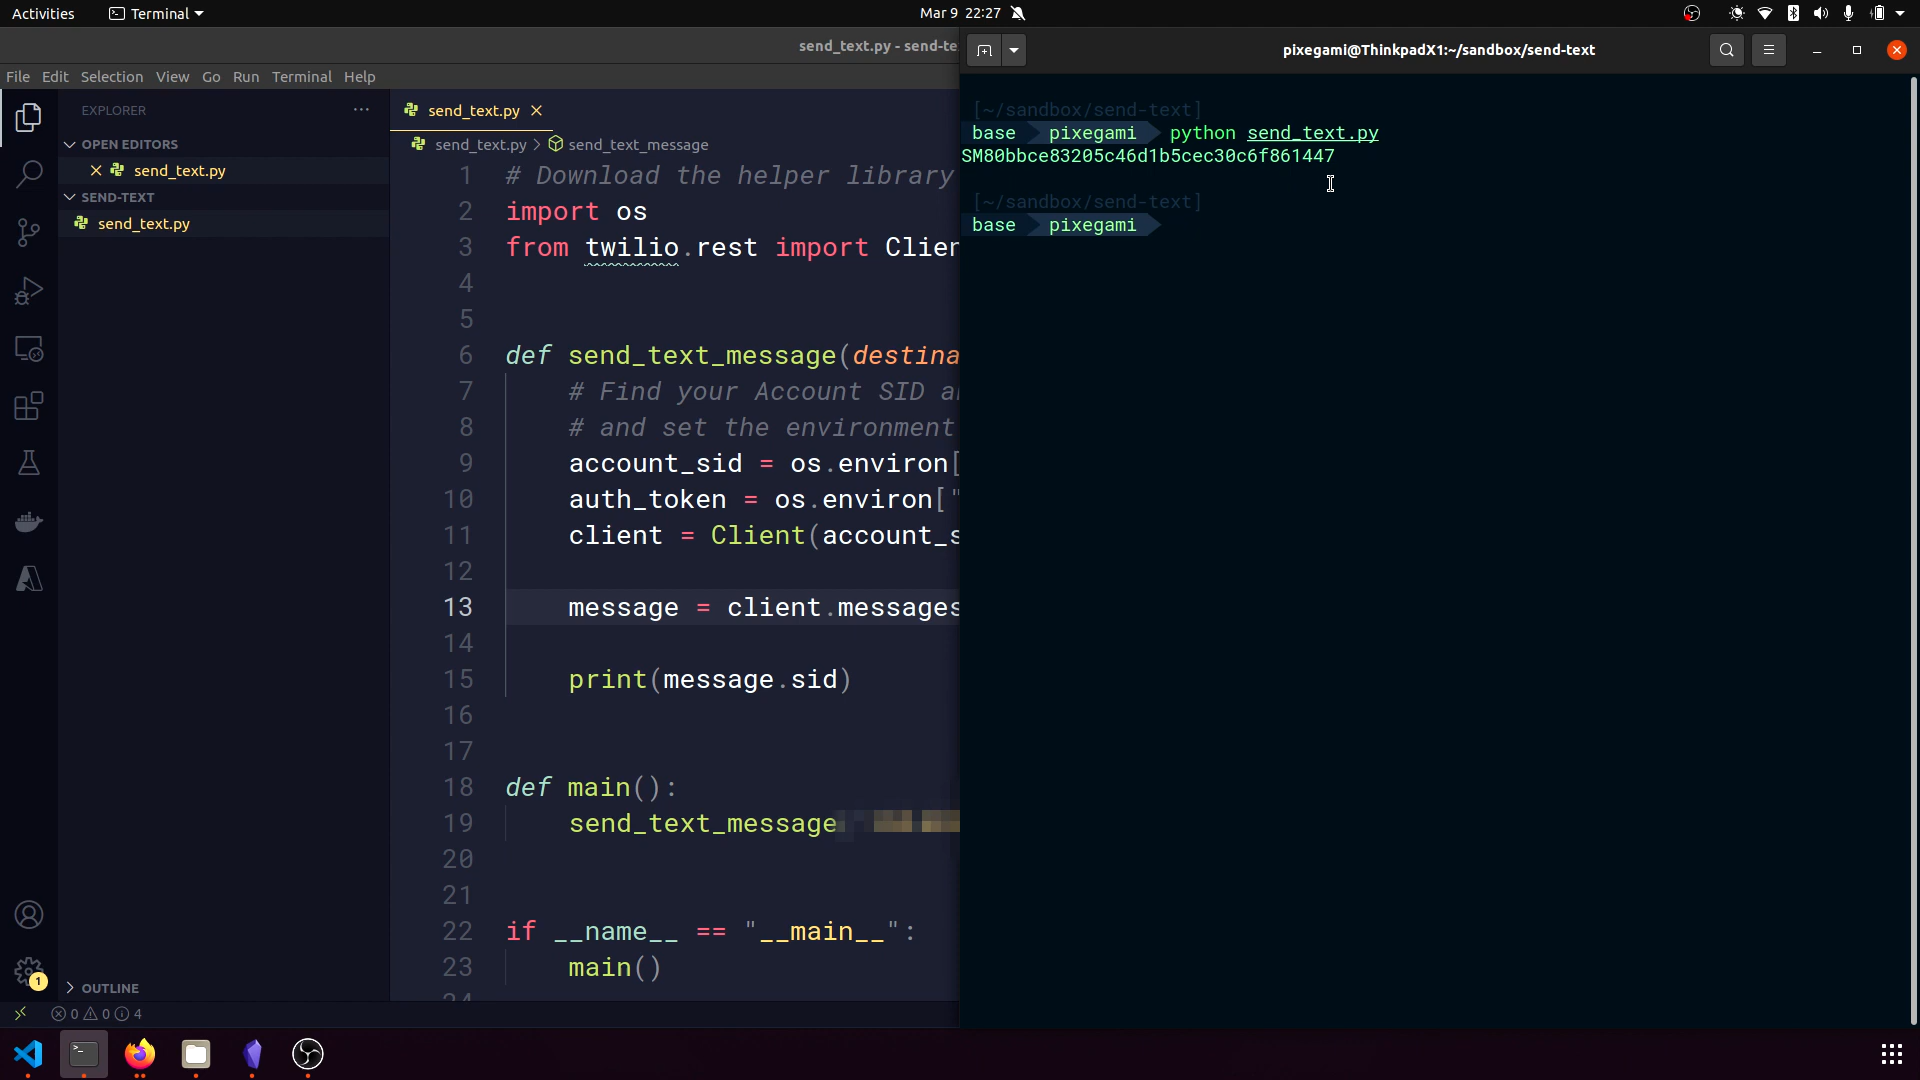 Activities
Terminal
Mar 9 22:27
send_text.py - send-te
File Edit Selection View Go Run Terminal Help
EXPLORER
OPEN EDITORS
send_text.py
SEND-TEXT
send_text.py
OUTLINE
1
0 0 4
send_text.py
send_text.py > send_text_message
1 # Download the helper library
2 import os
3 from twilio.rest import Clien
4
5
6 def send_text_message(destina
7 # Find your Account SID a
8 # and set the environment
9 account_sid = os.environ[
10 auth_token = os.environ["
11 client = Client(account_s
12
13 message = client.messages
14
15 print(message.sid)
16
17
18 def main():
19 send_text_message
20
21
22 if __name__ == "__main__":
23 main()
24
pixegami@ThinkpadX1:~/sandbox/send-text
[~/sandbox/send-text]
base pixegami python send_text.py
SM80bbce83205c46d1b5cec30c6f861447
[~/sandbox/send-text]
base pixegami